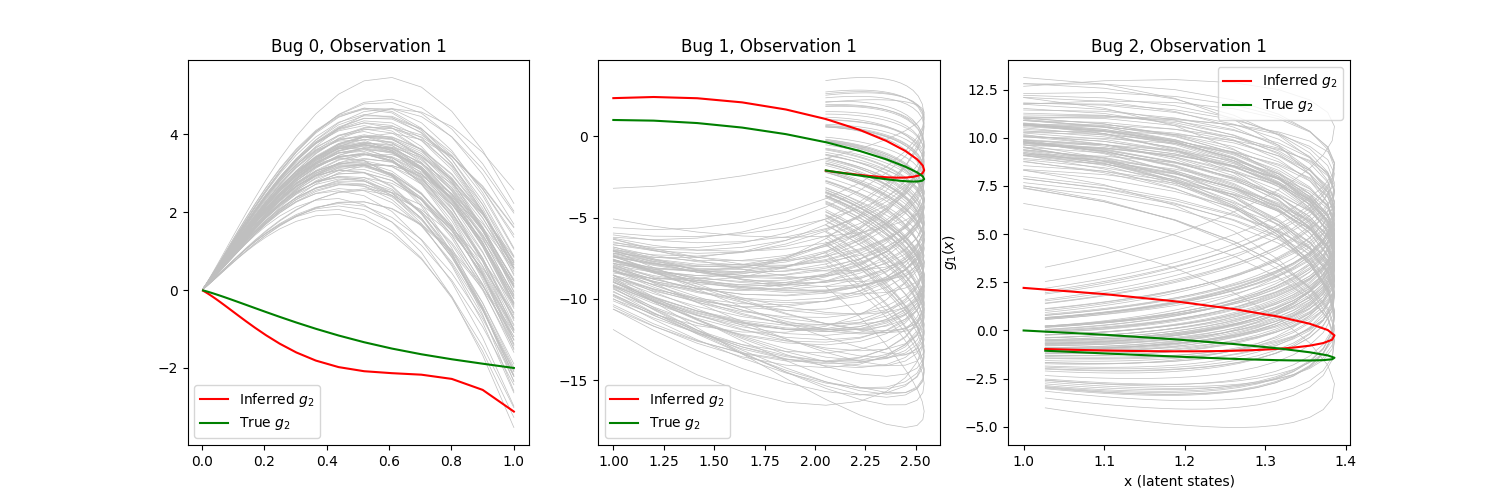 Bug 0, Observation 1
4
2
0
−2
0.0 0.2 0.4 0.6 0.8 1.0
Inferred g₂
True g₂
Bug 1, Observation 1
0
−5
−10
−15
1.00 1.25 1.50 1.75 2.00 2.25 2.50
Inferred g₂
True g₂
Bug 2, Observation 1
g₁(x)
12.5
10.0
7.5
5.0
2.5
0.0
−2.5
−5.0
1.0 1.1 1.2 1.3 1.4
x (latent states)
Inferred g₂
True g₂